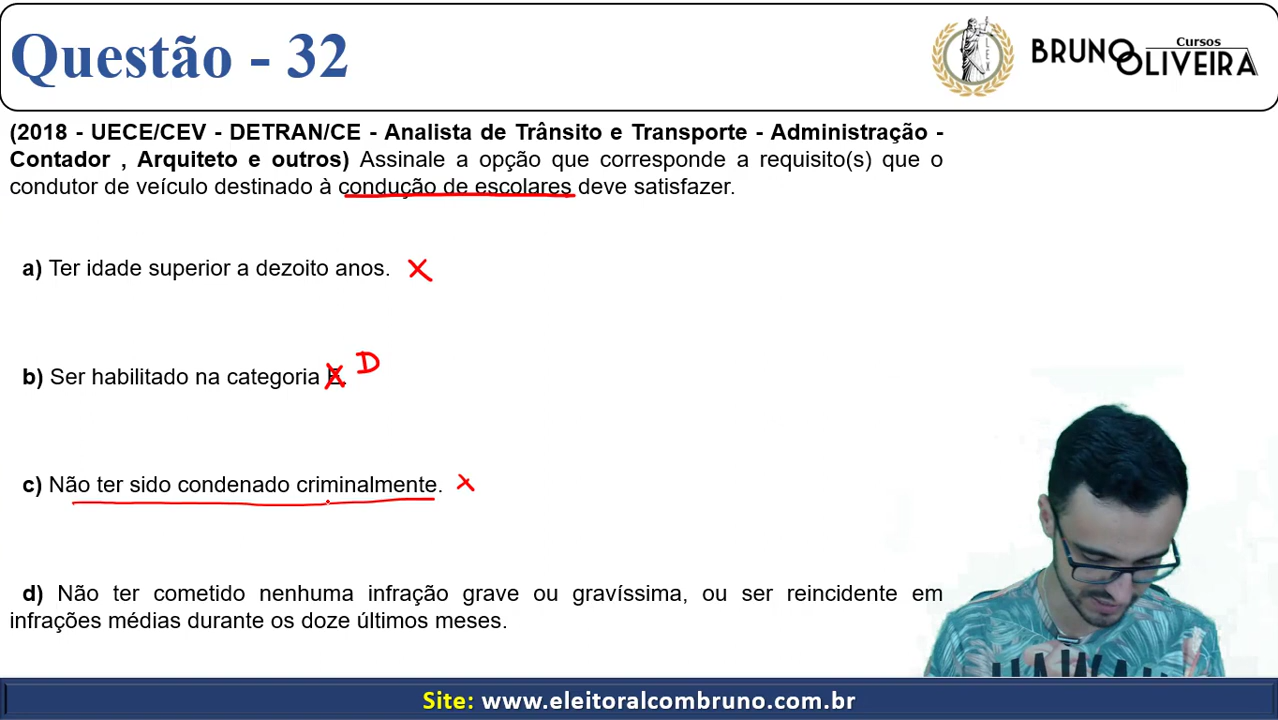 Questão - 32
Cursos
BRUNO
OLIVEIRA
LEX
(2018 - UECE/CEV - DETRAN/CE - Analista de Trânsito e Transporte - Administração -
Contador , Arquiteto e outros) Assinale a opção que corresponde a requisito(s) que o
condutor de veículo destinado à condução de escolares deve satisfazer.
a) Ter idade superior a dezoito anos. X
b) Ser habilitado na categoria E. D
c) Não ter sido condenado criminalmente. X
d) Não ter cometido nenhuma infração grave ou gravíssima, ou ser reincidente em
infrações médias durante os doze últimos meses.
Site: www.eleitoralcombruno.com.br